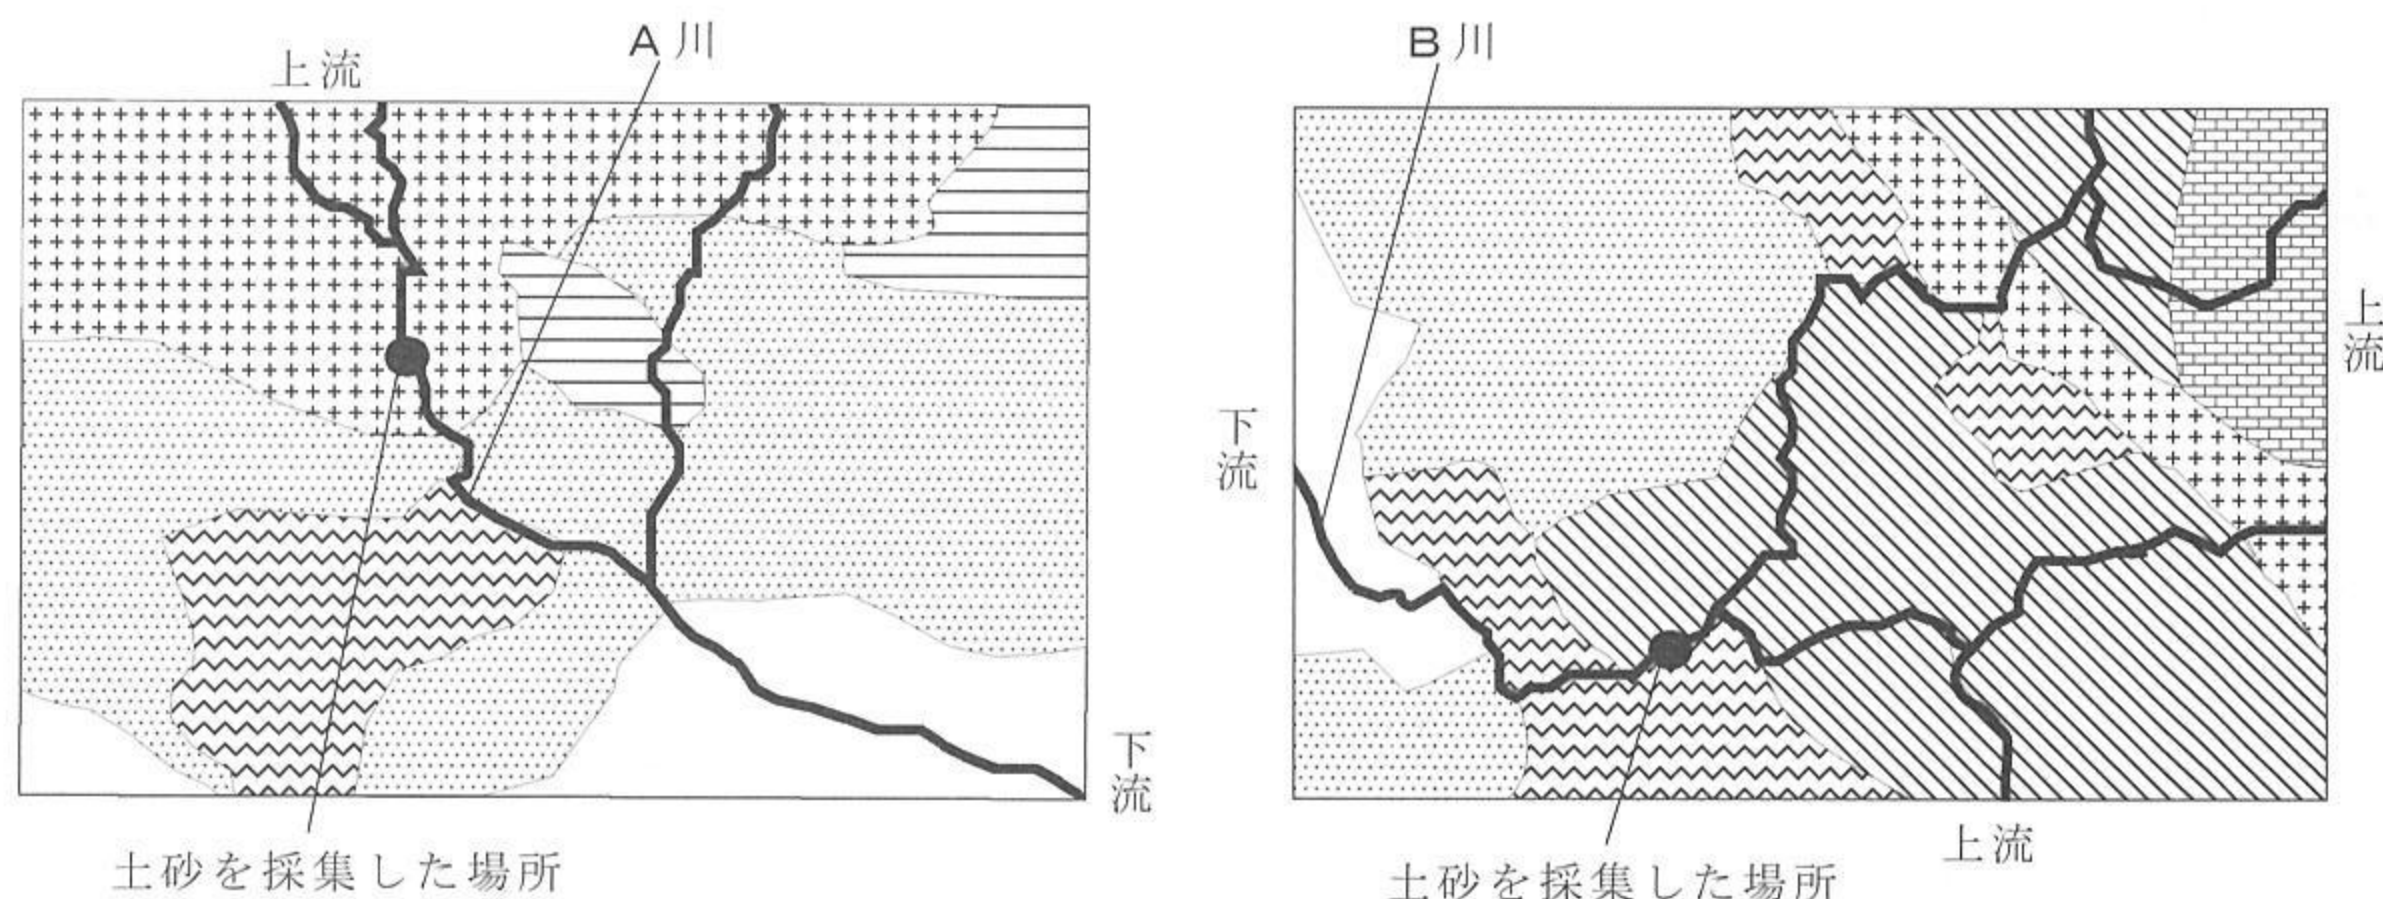 上流
A川
下流
土砂を採集した場所
B川
上流
下流
上流
土砂を採集した場所